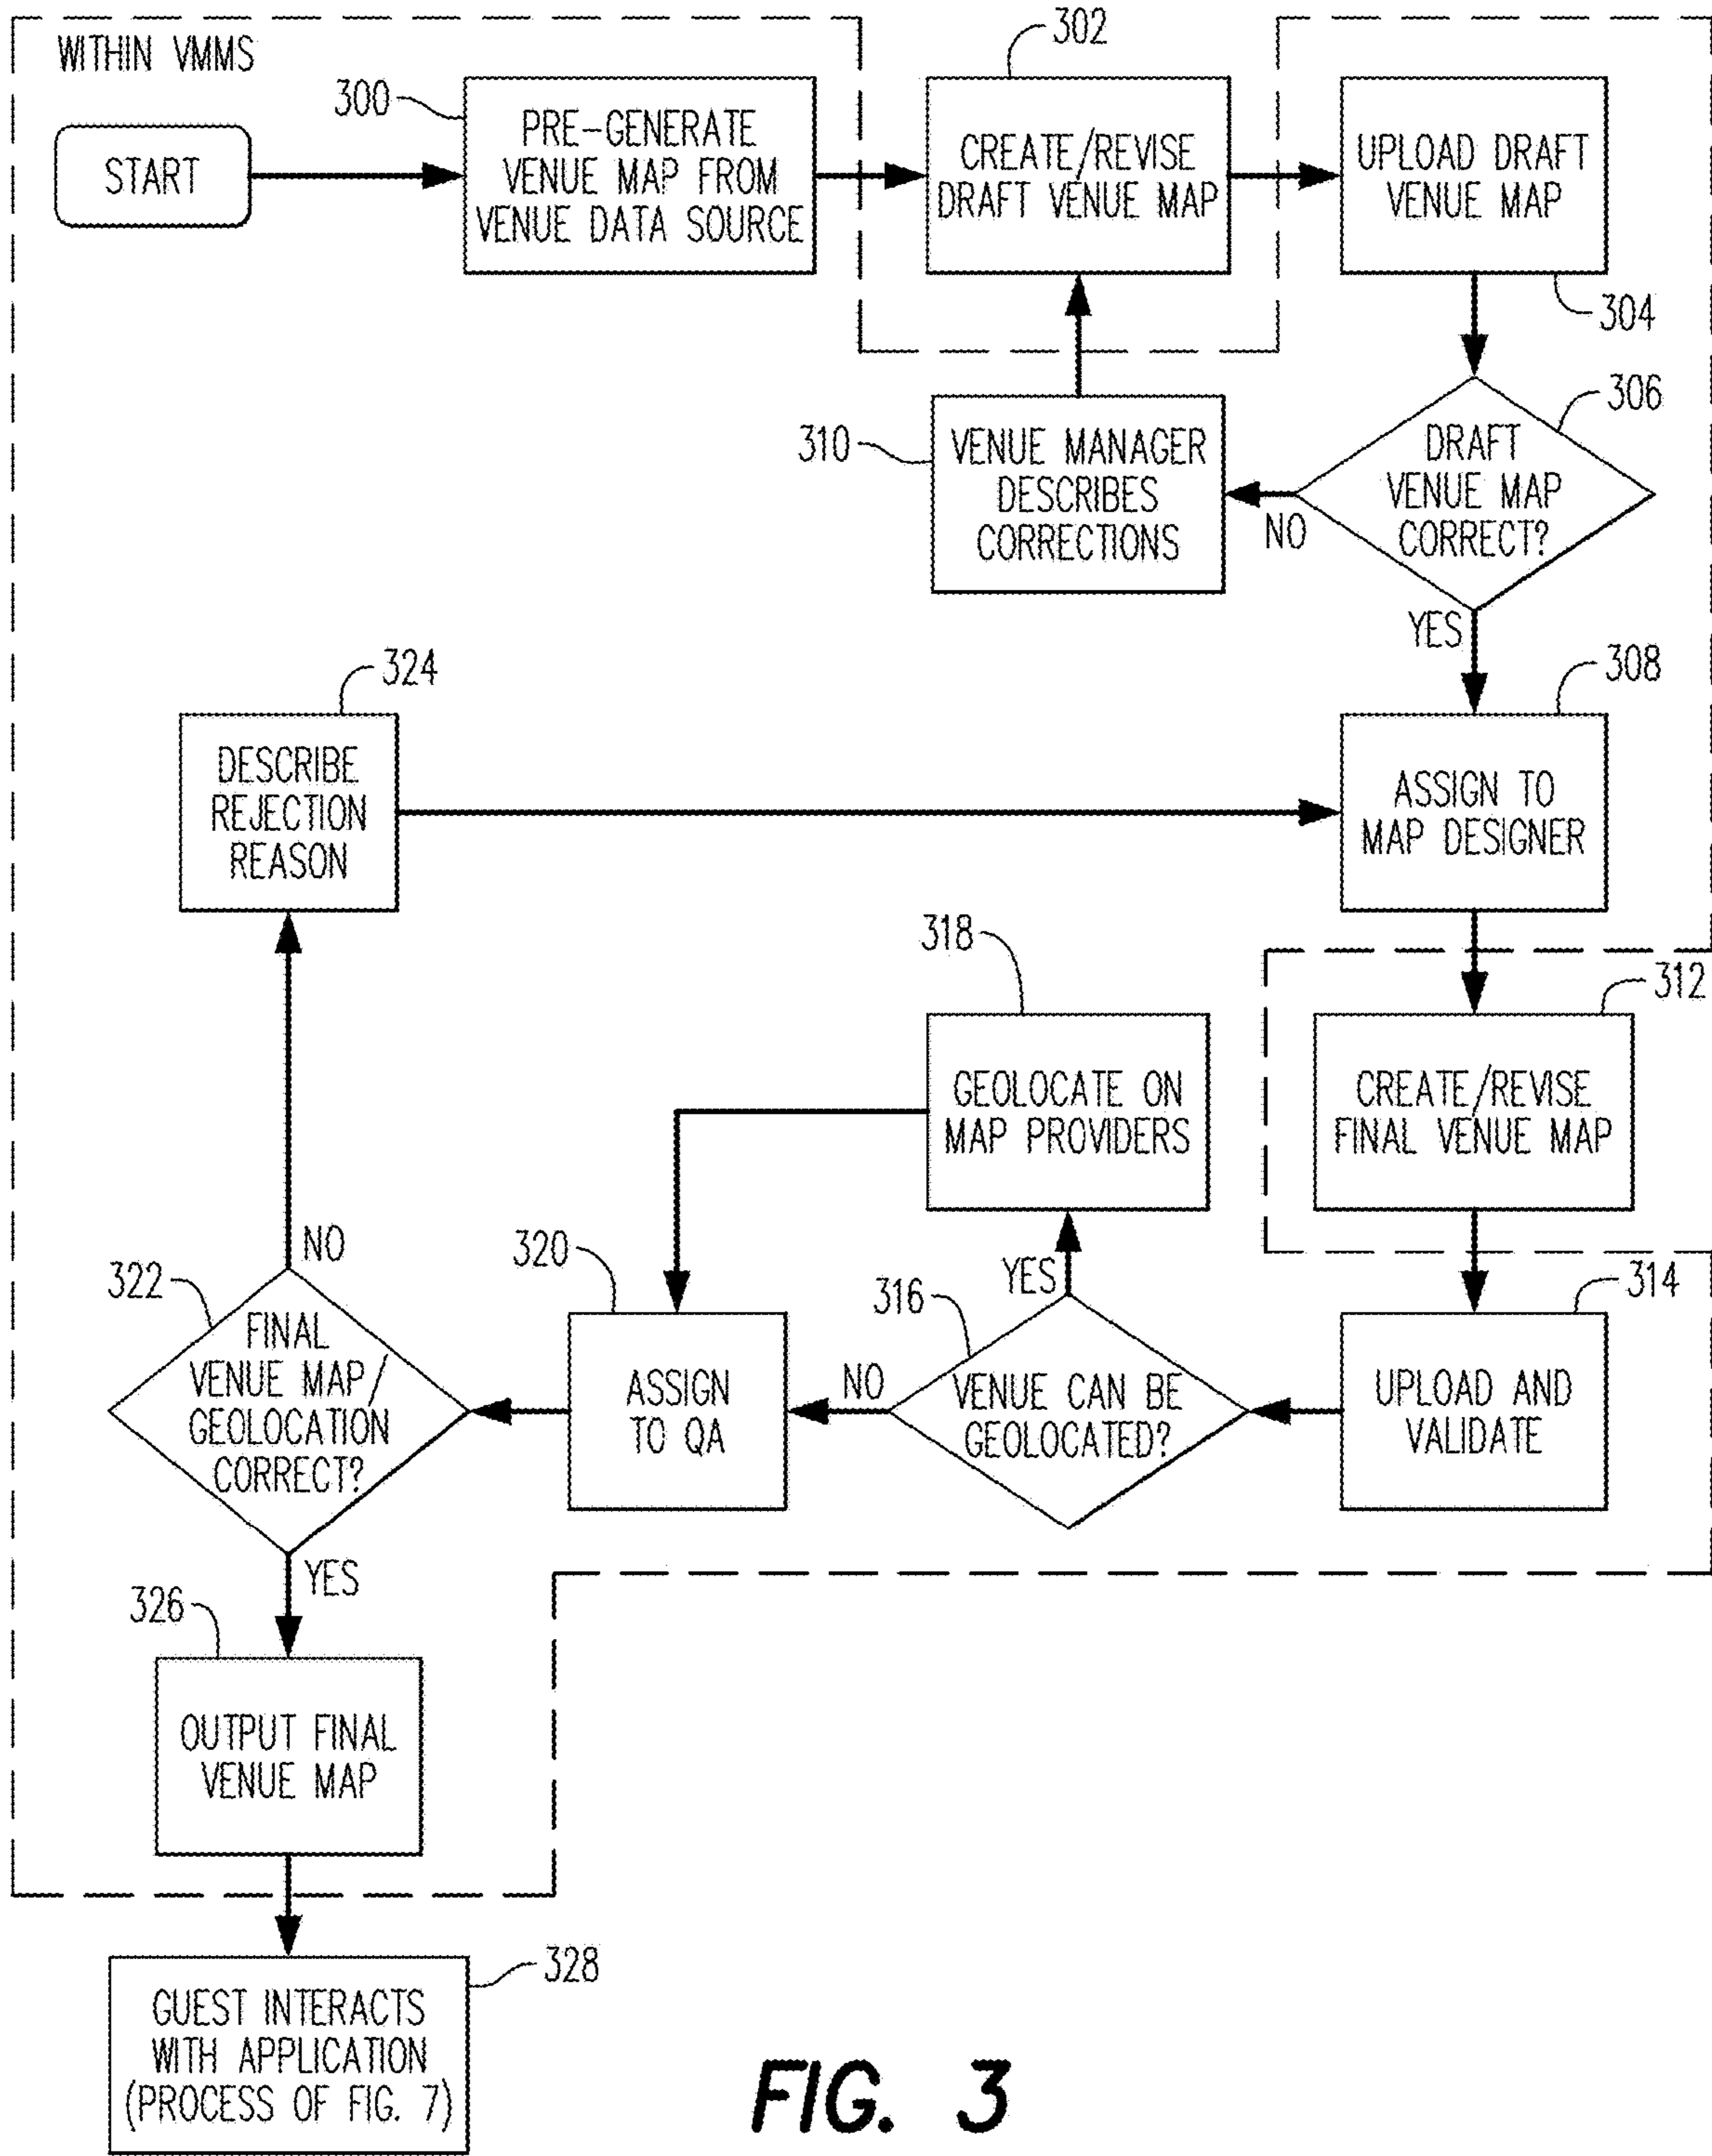 WITHIN VMMS
START
300
PRE-GENERATE
VENUE MAP FROM
VENUE DATA SOURCE
302
CREATE/REVISE
DRAFT VENUE MAP
UPLOAD DRAFT
VENUE MAP
304
306
DRAFT
VENUE MAP
CORRECT?
NO
YES
310
VENUE MANAGER
DESCRIBES
CORRECTIONS
308
ASSIGN TO
MAP DESIGNER
324
DESCRIBE
REJECTION
REASON
312
CREATE/REVISE
FINAL VENUE MAP
318
GEOLOCATE ON
MAP PROVIDERS
314
UPLOAD AND
VALIDATE
316
YES
VENUE CAN BE
GEOLOCATED?
NO
320
ASSIGN
TO QA
322
NO
FINAL
VENUE MAP/
GEOLOCATION
CORRECT?
YES
326
OUTPUT FINAL
VENUE MAP
328
GUEST INTERACTS
WITH APPLICATION
(PROCESS OF FIG. 7)
FIG. 3